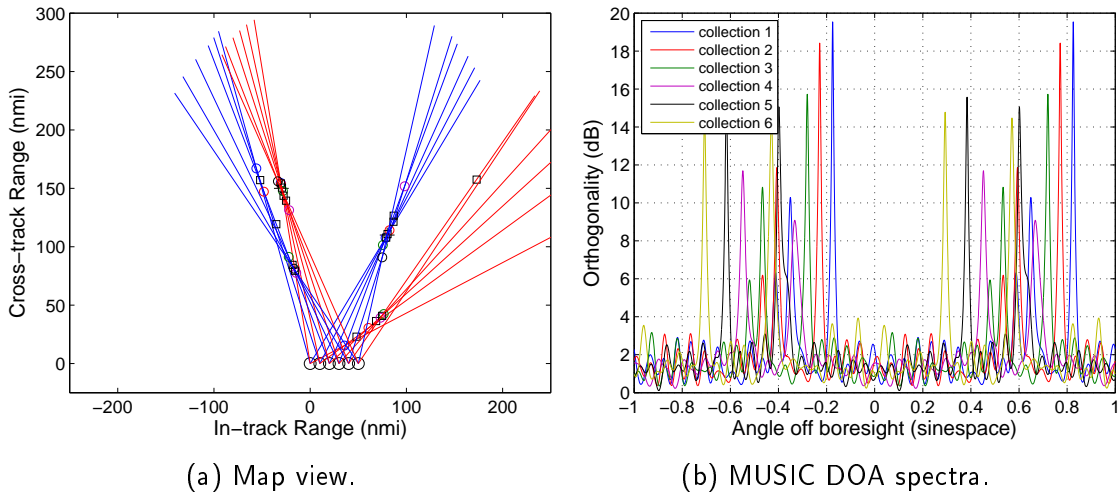 300
250
200
150
100
50
0
−200
−100
0
100
200
Cross−track Range (nmi)
In−track Range (nmi)
(a) Map view.
20
18
16
14
12
10
8
6
4
2
0
−1
−0.8
−0.6
−0.4
−0.2
0
0.2
0.4
0.6
0.8
1
Orthogonality (dB)
Angle off boresight (sinespace)
collection 1
collection 2
collection 3
collection 4
collection 5
collection 6
(b) MUSIC DOA spectra.